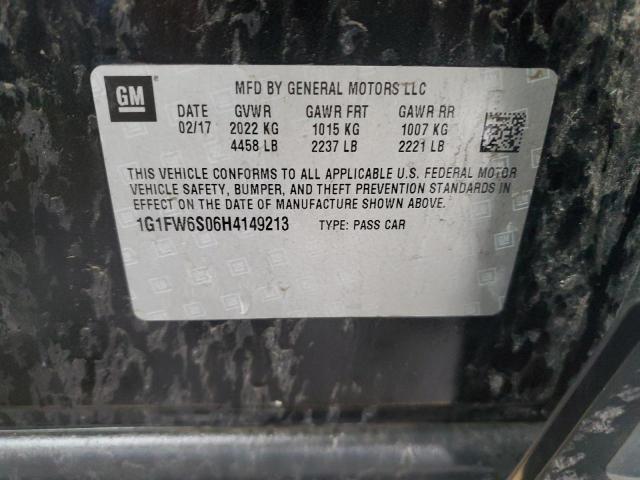 GM
MFD BY GENERAL MOTORS LLC
DATE GVWR GAWR FRT GAWR RR
02/17 2022 KG 1015 KG 1007 KG
4458 LB 2237 LB 2221 LB
THIS VEHICLE CONFORMS TO ALL APPLICABLE U.S. FEDERAL MOTOR
VEHICLE SAFETY, BUMPER, AND THEFT PREVENTION STANDARDS IN
EFFECT ON THE DATE OF MANUFACTURE SHOWN ABOVE.
1G1FW6S06H4149213 TYPE: PASS CAR